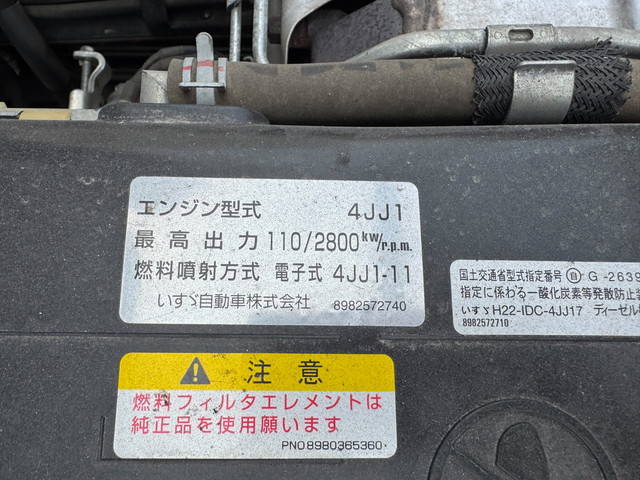 エンジン型式 4JJ1
最高出力 110/2800kW/r.p.m.
燃料噴射方式 電子式 4JJ1-11
いすゞ自動車株式会社 8982572740
国土交通省型式指定番号 Ⓑ G -2639
指定に係わる一酸化炭素等発散防止
いすゞ H22-IDC-4JJ17 ディーゼル
8982572710
⚠ 注意
燃料フィルタエレメントは
純正品を使用願います
PNO8980365360